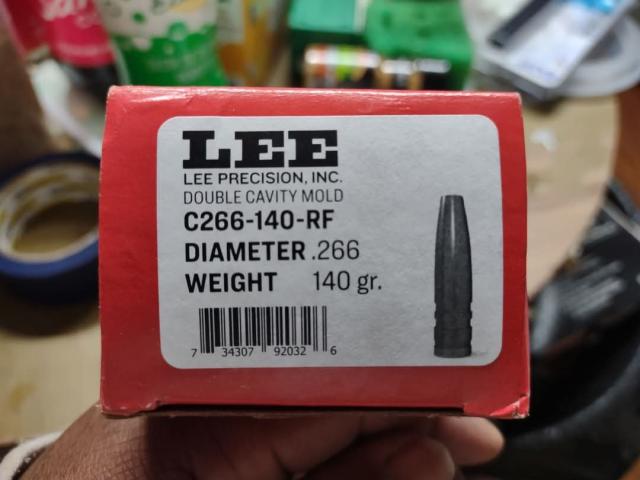 LEE
LEE PRECISION, INC.
DOUBLE CAVITY MOLD
C266-140-RF
DIAMETER .266
WEIGHT 140 gr.
7 34307 92032 6